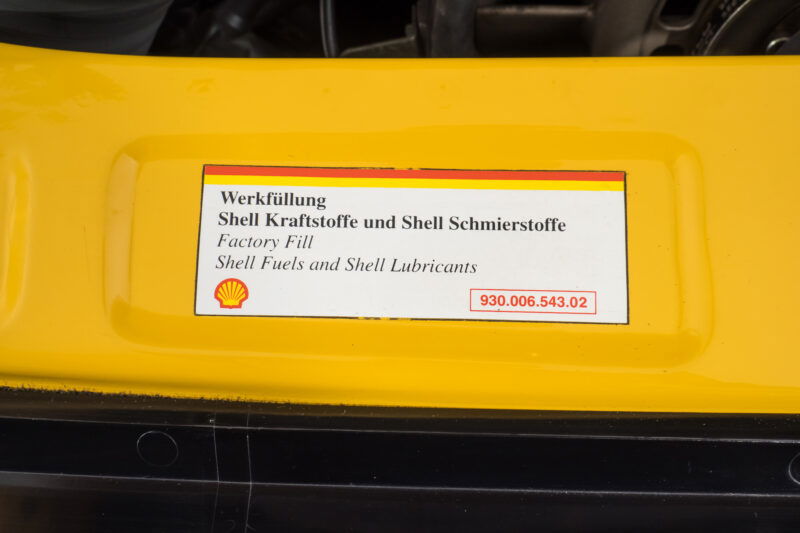 Werkfüllung
Shell Kraftstoffe und Shell Schmierstoffe
Factory Fill
Shell Fuels and Shell Lubricants
930.006.543.02